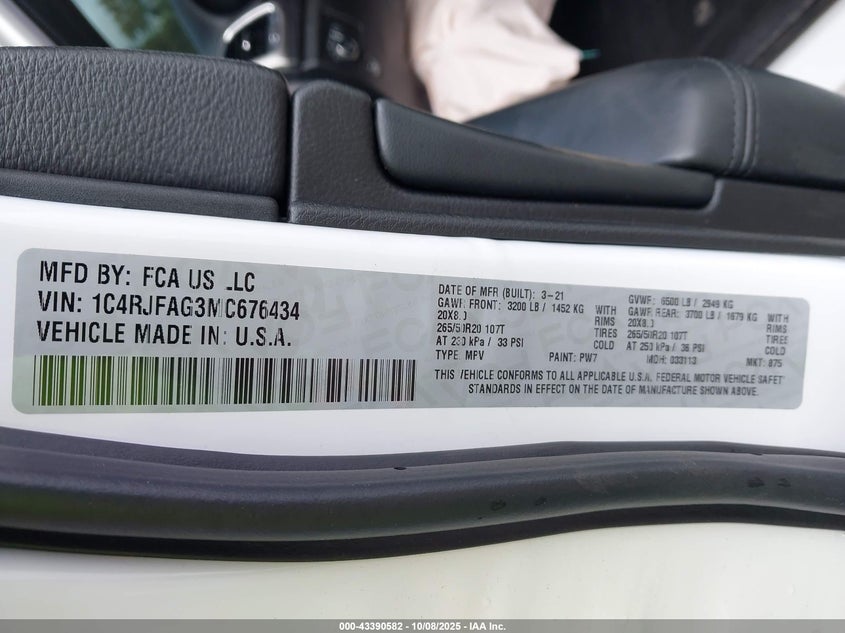 MFD BY: FCA US LLC
VIN: 1C4RJFAG3MC676434
VEHICLE MADE IN: U.S.A.
DATE OF MFR (BUILT): 3-21
GVWR: 6500 LB / 2949 KG
GAWR FRONT: 3200 LB / 1452 KG WITH
GAWR REAR: 3700 LB / 1679 KG WITH
20X8.0 RIMS
20X8.0 RIMS
265/50R20 107T TIRES
265/50R20 107T TIRES
AT 230 kPa / 33 PSI COLD
AT 250 kPa / 36 PSI COLD
TYPE: MPV PAINT: PW7 MDH: 033113 MKT: 875
THIS VEHICLE CONFORMS TO ALL APPLICABLE U.S.A. FEDERAL MOTOR VEHICLE SAFETY
STANDARDS IN EFFECT ON THE DATE OF MANUFACTURE SHOWN ABOVE.
000-43390582 - 10/08/2025 - IAA Inc.